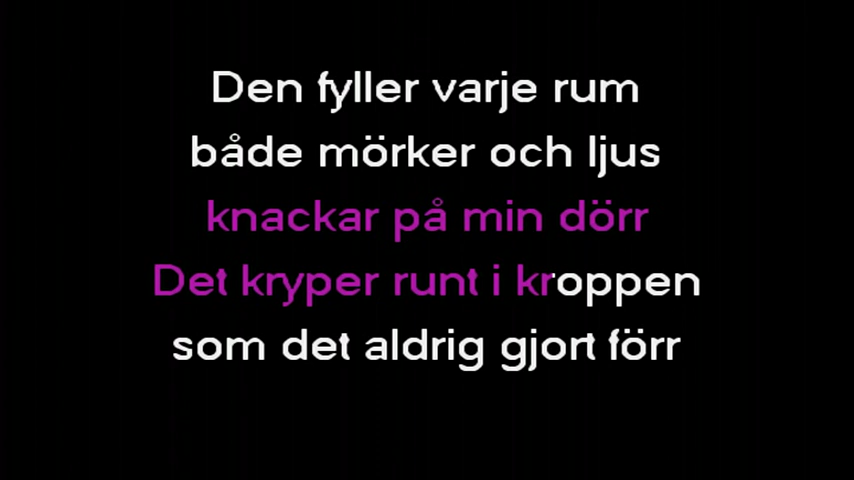 Den fyller varje rum
både mörker och ljus
knackar på min dörr
Det kryper runt i kroppen
som det aldrig gjort förr